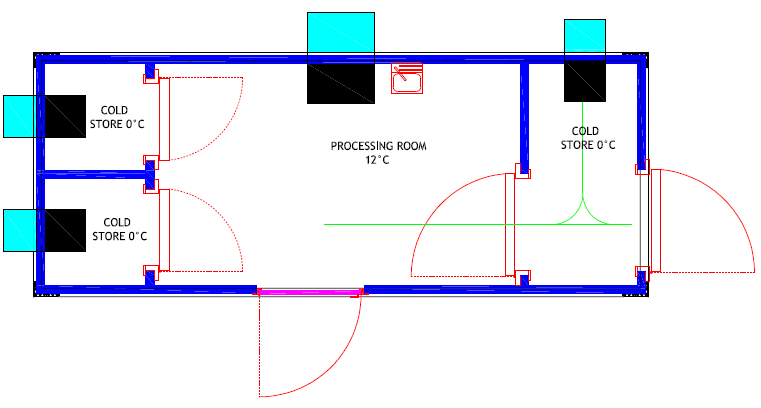 COLD
STORE 0°C
PROCESSING ROOM
12°C
COLD
STORE 0°C
COLD
STORE 0°C